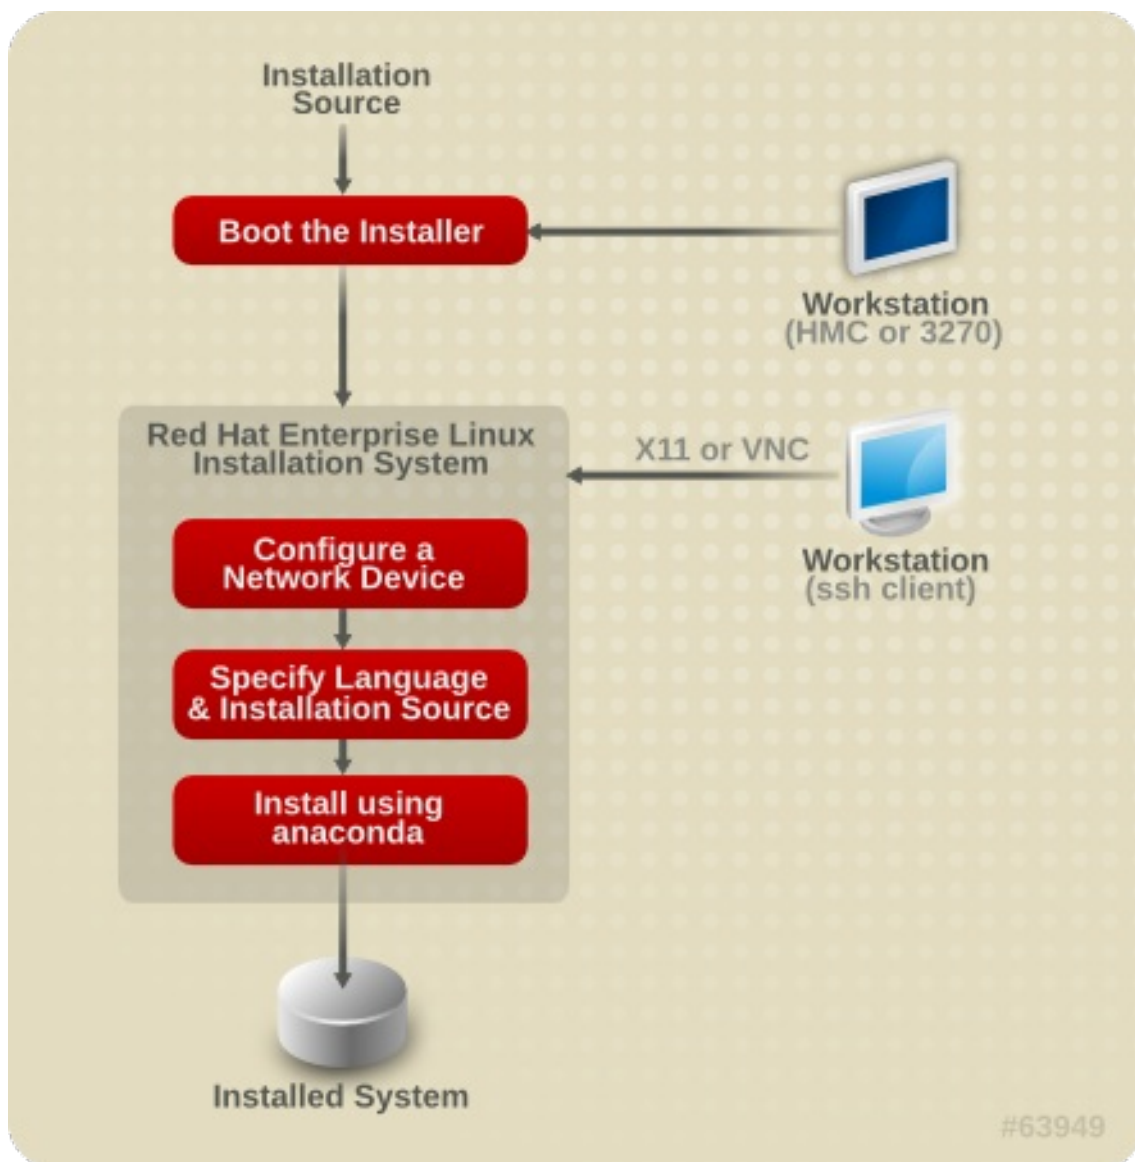 Installation
Source
Boot the Installer
Workstation
(HMC or 3270)
Red Hat Enterprise Linux
Installation System
X11 or VNC
Workstation
(ssh client)
Configure a
Network Device
Specify Language
& Installation Source
Install using
anaconda
Installed System
#63949